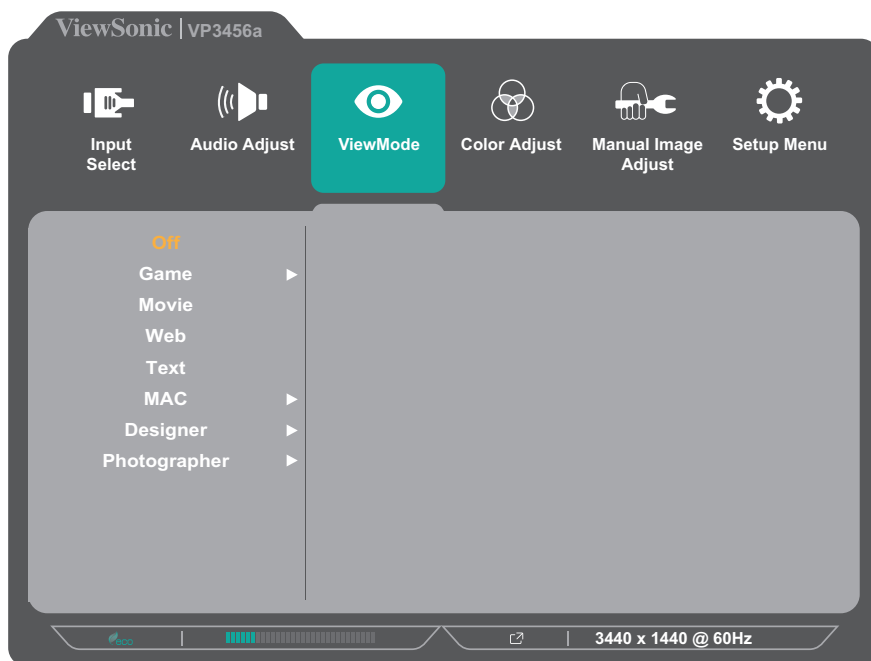 ViewSonic | VP3456a
Input Select
Audio Adjust
ViewMode
Color Adjust
Manual Image Adjust
Setup Menu
Off
Game
Movie
Web
Text
MAC
Designer
Photographer
eco
3440 x 1440 @ 60Hz